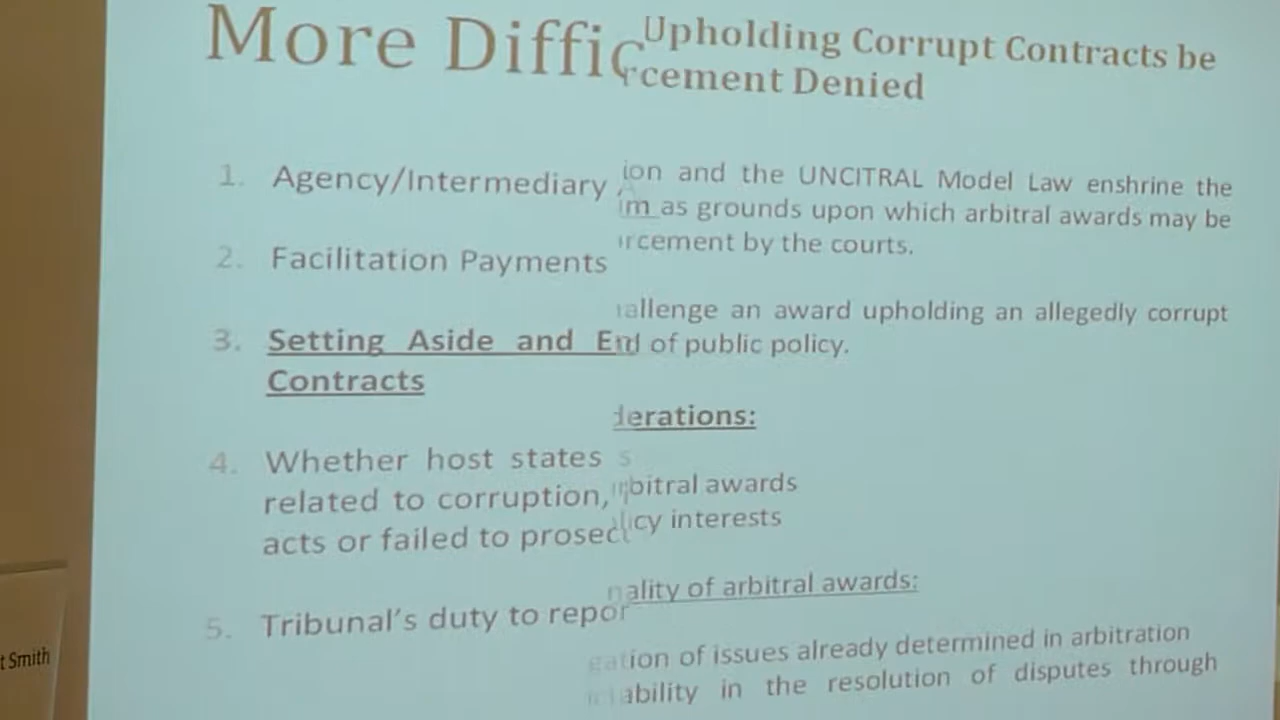 More Diffic
1. Agency/Intermediary
2. Facilitation Payments
3. Setting Aside and En
Contracts
4. Whether host states
related to corruption,
acts or failed to prosec
5. Tribunal's duty to repor
Upholding Corrupt Contracts be
rcement Denied
ion and the UNCITRAL Model Law enshrine the
m as grounds upon which arbitral awards may be
rcement by the courts.
allenge an award upholding an allegedly corrupt
of public policy.
derations:
bitral awards
licy interests
nality of arbitral awards:
gation of issues already determined in arbitration
ability in the resolution of disputes through
t Smith